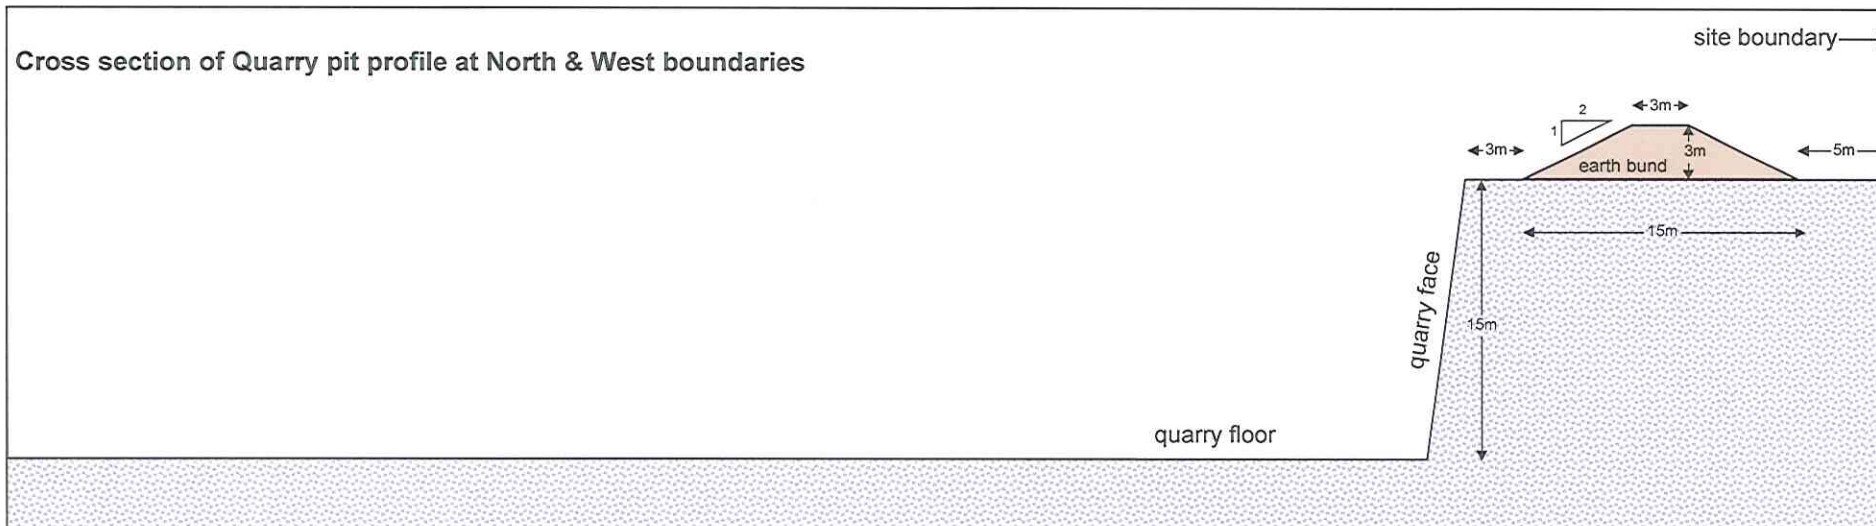 site boundary
Cross section of Quarry pit profile at North & West boundaries
3m
2
1
3m
3m
5m
earth bund
15m
quarry face
15m
quarry floor